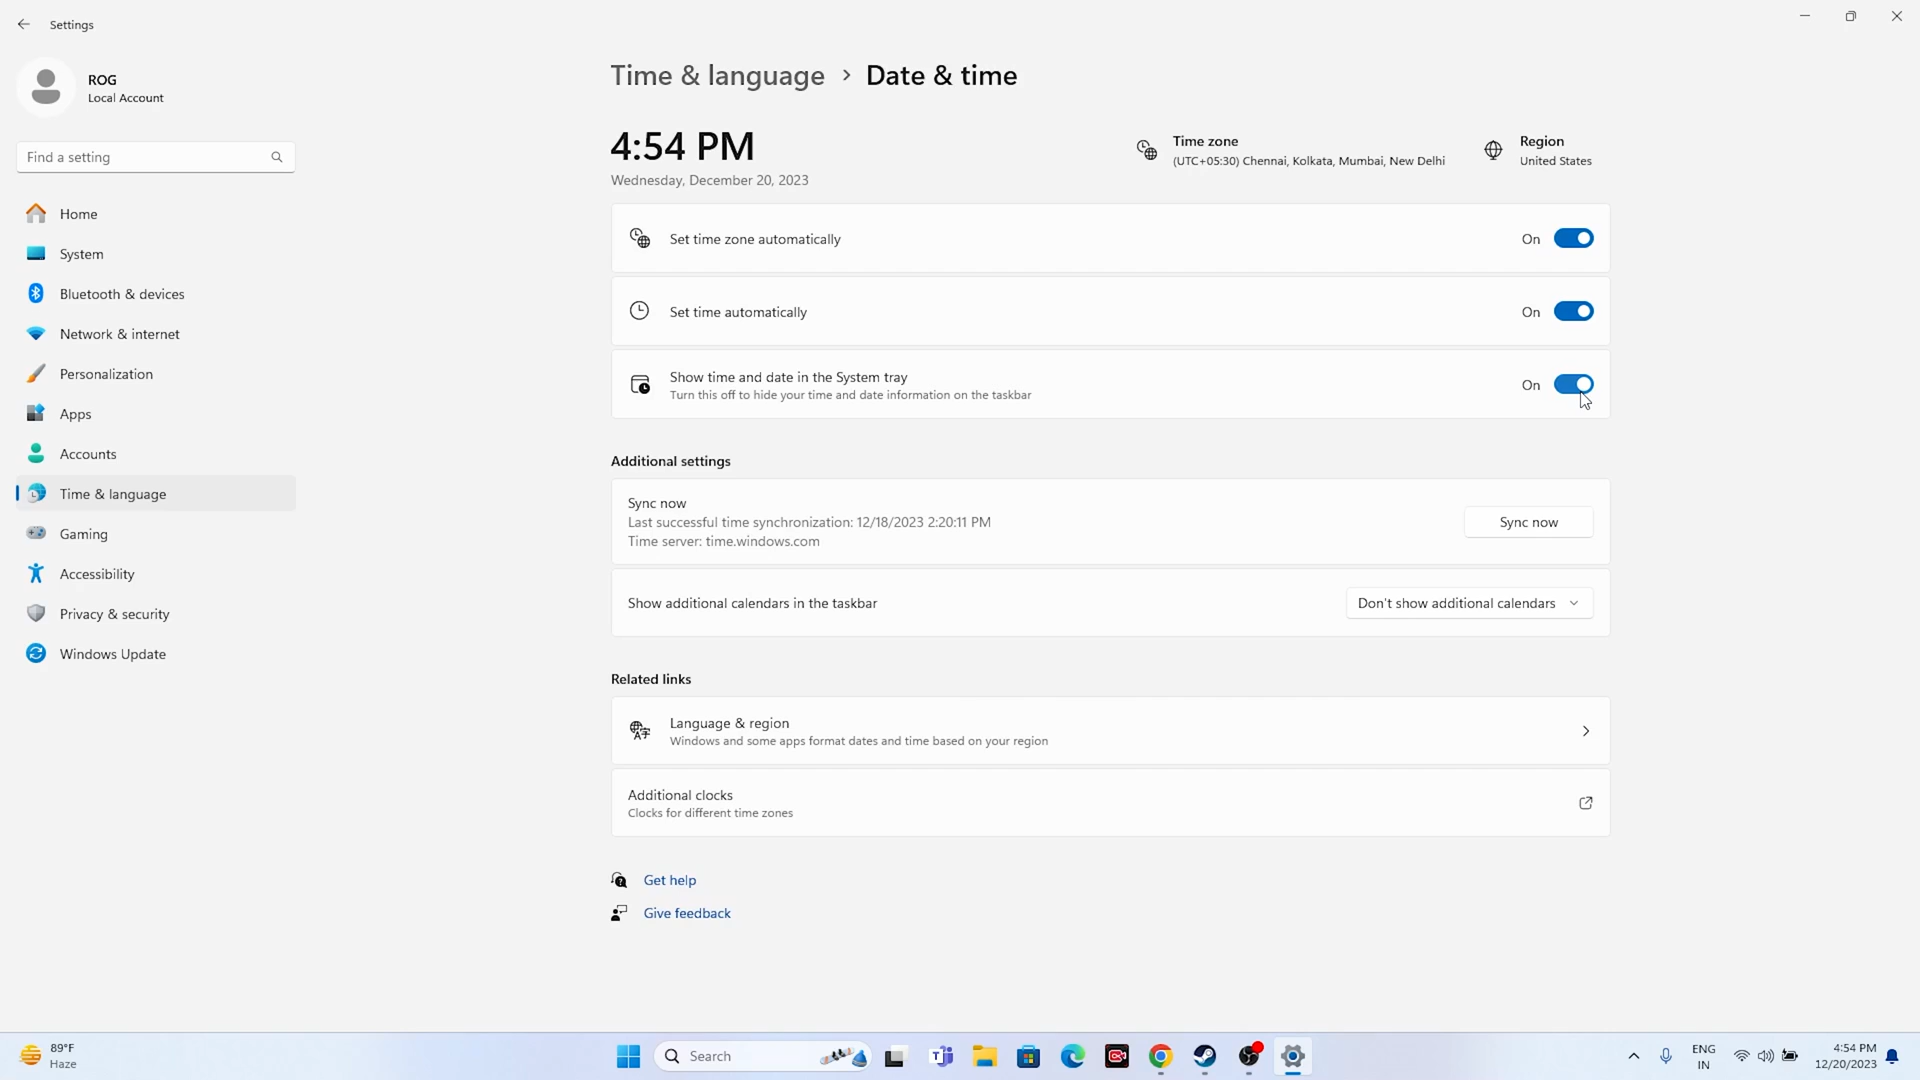 Settings
ROG
Local Account
Find a setting
Home
System
Bluetooth & devices
Network & internet
Personalization
Apps
Accounts
Time & language
Gaming
Accessibility
Privacy & security
Windows Update
Time & language > Date & time
4:54 PM
Wednesday, December 20, 2023
Time zone
(UTC+05:30) Chennai, Kolkata, Mumbai, New Delhi
Region
United States
Set time zone automatically
On
Set time automatically
On
Show time and date in the System tray
Turn this off to hide your time and date information on the taskbar
On
Additional settings
Sync now
Last successful time synchronization: 12/18/2023 2:20:11 PM
Time server: time.windows.com
Sync now
Show additional calendars in the taskbar
Don't show additional calendars
Related links
Language & region
Windows and some apps format dates and time based on your region
Additional clocks
Clocks for different time zones
Get help
Give feedback
89°F
Haze
Search
ENG
IN
4:54 PM
12/20/2023